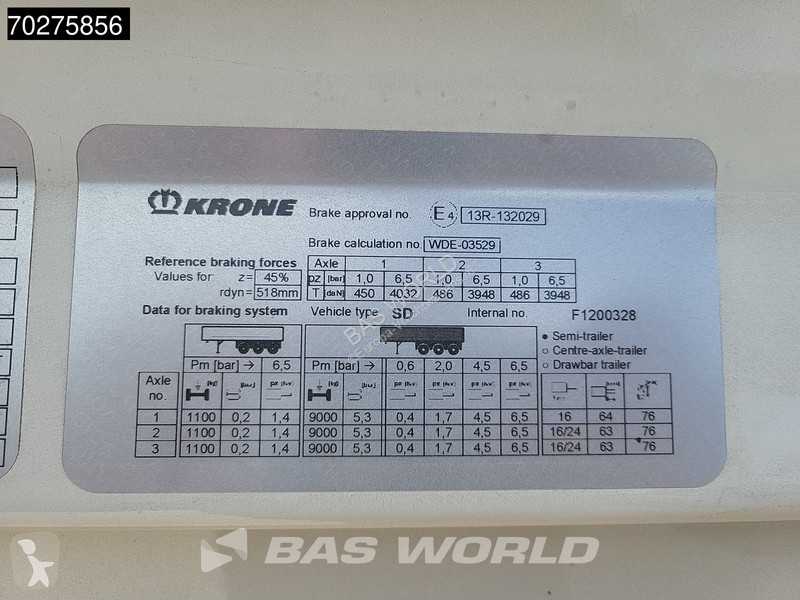 70275856
KRONE
Brake approval no. E4 13R-132029
Brake calculation no. WDE-03529
Reference braking forces
Values for z= 45%
rdyn= 518mm
Axle 1 2 3
pz [bar] 1,0 6,5 1,0 6,5 1,0 6,5
T [daN] 450 4032 486 3948 486 3948
Data for braking system Vehicle type SD Internal no. F1200328
Semi-trailer
Centre-axle-trailer
Drawbar trailer
Pm [bar] → 6,5 Pm [bar] → 0,6 2,0 4,5 6,5
Axle no.
1 1100 0,2 1,4 9000 5,3 0,4 1,7 4,5 6,5 16 64 76
2 1100 0,2 1,4 9000 5,3 0,4 1,7 4,5 6,5 16/24 63 76
3 1100 0,2 1,4 9000 5,3 0,4 1,7 4,5 6,5 16/24 63 76
BAS WORLD
BAS WORLD